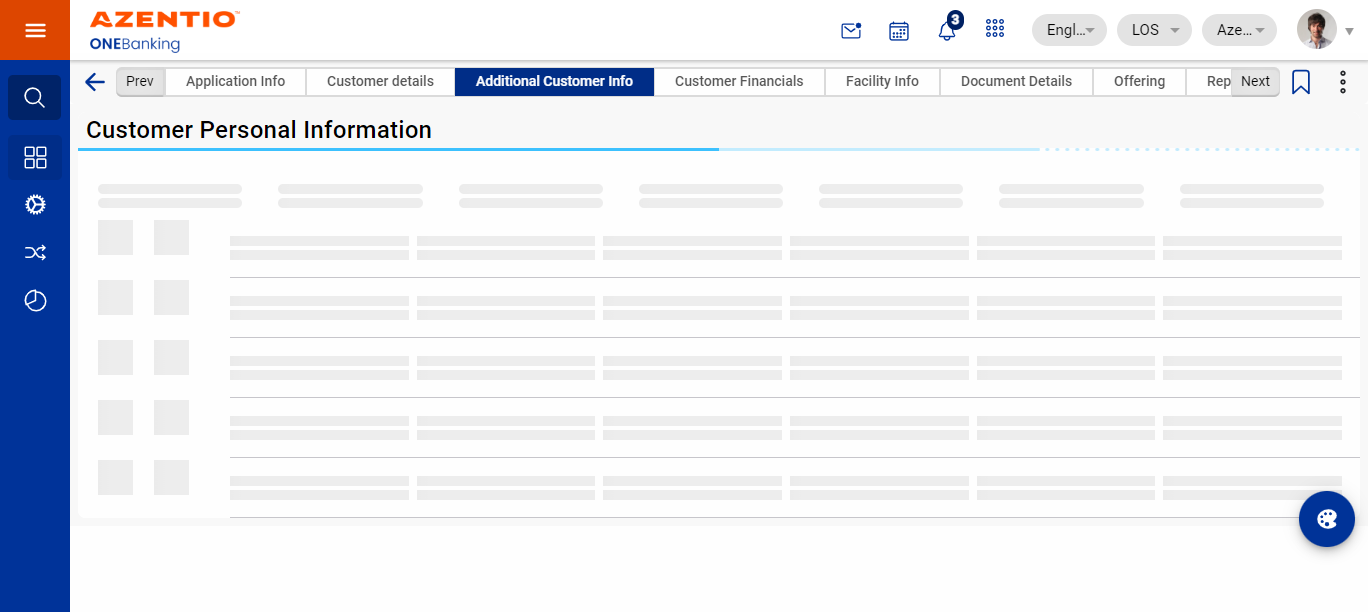 AZENTIO™
ONEBanking
3
Engl...
LOS
Aze...
Prev
Application Info
Customer details
Additional Customer Info
Customer Financials
Facility Info
Document Details
Offering
Rep
Next
Customer Personal Information